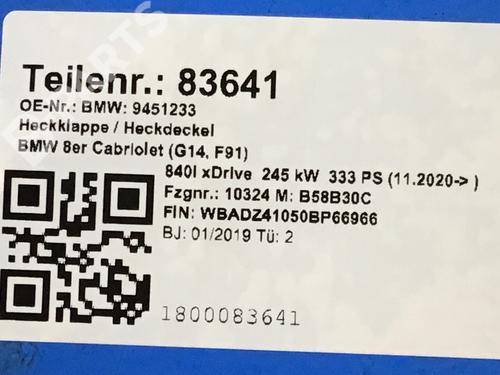 Teilenr.: 83641
OE-Nr.: BMW: 9451233
Heckklappe / Heckdeckel
BMW 8er Cabriolet (G14, F91)
840i xDrive 245 kW 333 PS (11.2020-> )
Fzgnr.: 10324 M: B58B30C
FIN: WBADZ41050BP66966
BJ: 01/2019 Tü: 2
1800083641